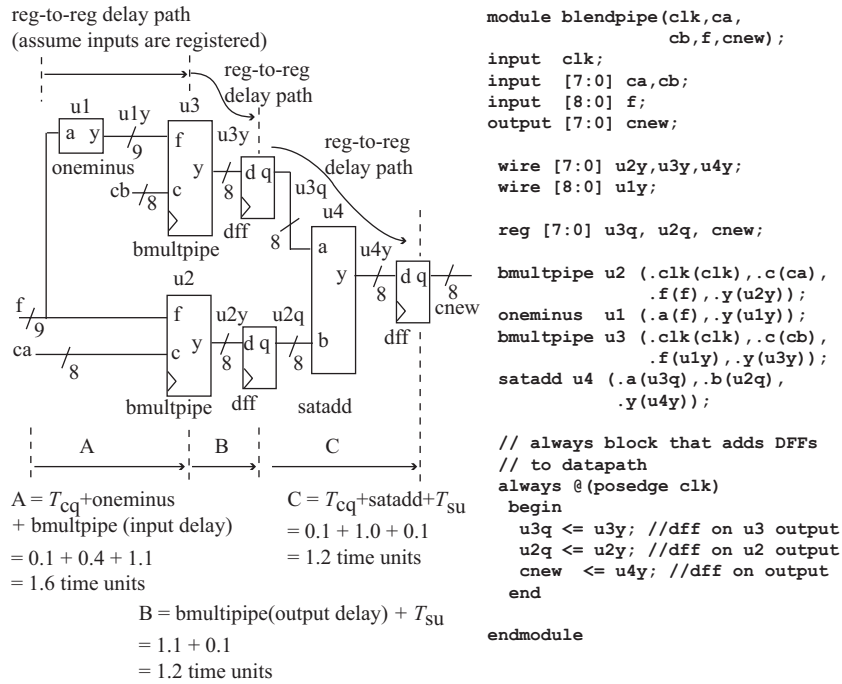 reg-to-reg delay path
(assume inputs are registered)
reg-to-reg
delay path
reg-to-reg
delay path
u1
u1y
u3
a y
9
oneminus
f
u3y
y
8
d q
u3q
cb
8
c
bmultpipe
dff
8
u4
a
u4y
y
8
d q
8
cnew
dff
u2
f
9
f
u2y
u2q
y
8
d q
8
b
ca
8
c
bmultpipe
dff
satadd
A
B
C
A = Tcq+oneminus
+ bmultpipe (input delay)
= 0.1 + 0.4 + 1.1
= 1.6 time units
C = Tcq+satadd+Tsu
= 0.1 + 1.0 + 0.1
= 1.2 time units
B = bmultipipe(output delay) + Tsu
= 1.1 + 0.1
= 1.2 time units
module blendpipe(clk,ca,
cb,f,cnew);
input clk;
input [7:0] ca,cb;
input [8:0] f;
output [7:0] cnew;
wire [7:0] u2y,u3y,u4y;
wire [8:0] u1y;
reg [7:0] u3q, u2q, cnew;
bmultpipe u2 (.clk(clk),.c(ca),
.f(f),.y(u2y));
oneminus u1 (.a(f),.y(u1y));
bmultpipe u3 (.clk(clk),.c(cb),
.f(u1y),.y(u3y));
satadd u4 (.a(u3q),.b(u2q),
.y(u4y));
// always block that adds DFFs
// to datapath
always @(posedge clk)
begin
u3q <= u3y; //dff on u3 output
u2q <= u2y; //dff on u2 output
cnew <= u4y; //dff on output
end
endmodule